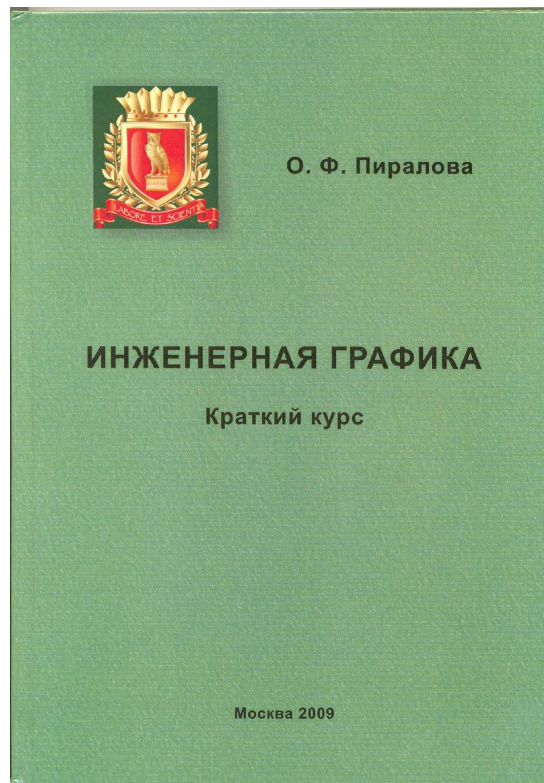 О. Ф. Пиралова
LABORE ET SCIENTIA
ИНЖЕНЕРНАЯ ГРАФИКА
Краткий курс
Москва 2009